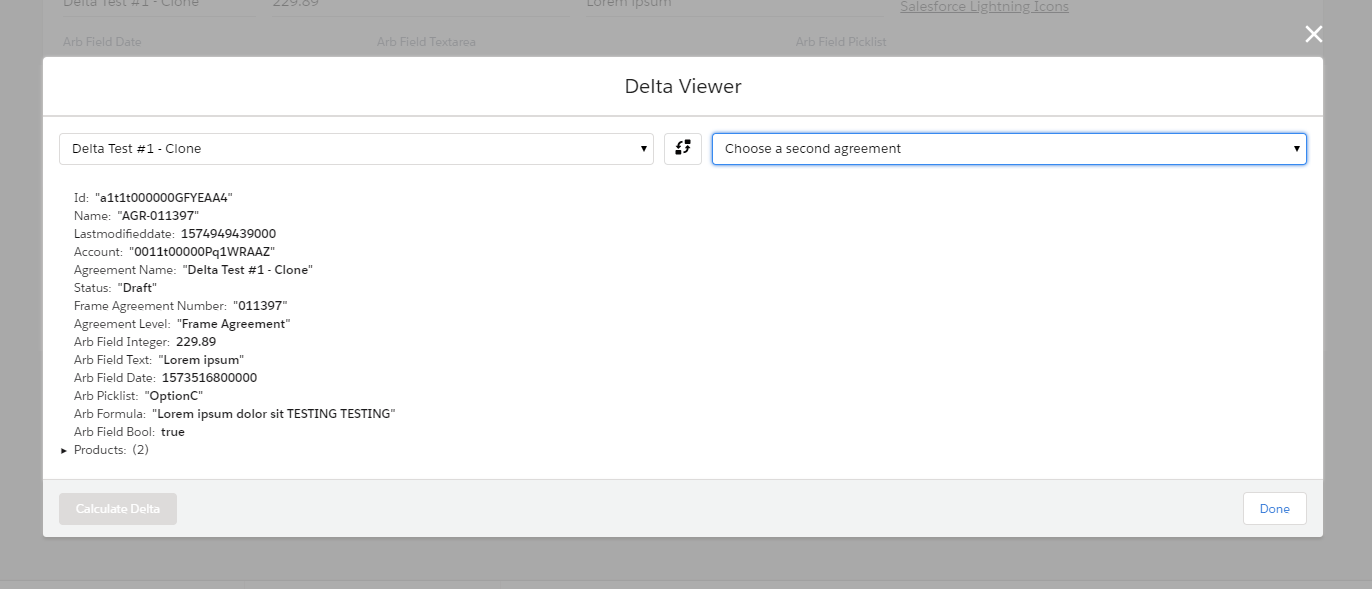 Delta Test #1 - Clone
229.89
Lorem ipsum
Salesforce Lightning Icons
Arb Field Date
Arb Field Textarea
Arb Field Picklist
Delta Viewer
Delta Test #1 - Clone
Choose a second agreement
Id: "a1t1t000000GFYEAA4"
Name: "AGR-011397"
Lastmodifieddate: 1574949439000
Account: "0011t00000Pq1WRAAZ"
Agreement Name: "Delta Test #1 - Clone"
Status: "Draft"
Frame Agreement Number: "011397"
Agreement Level: "Frame Agreement"
Arb Field Integer: 229.89
Arb Field Text: "Lorem ipsum"
Arb Field Date: 1573516800000
Arb Picklist: "OptionC"
Arb Formula: "Lorem ipsum dolor sit TESTING TESTING"
Arb Field Bool: true
Products: (2)
Calculate Delta
Done